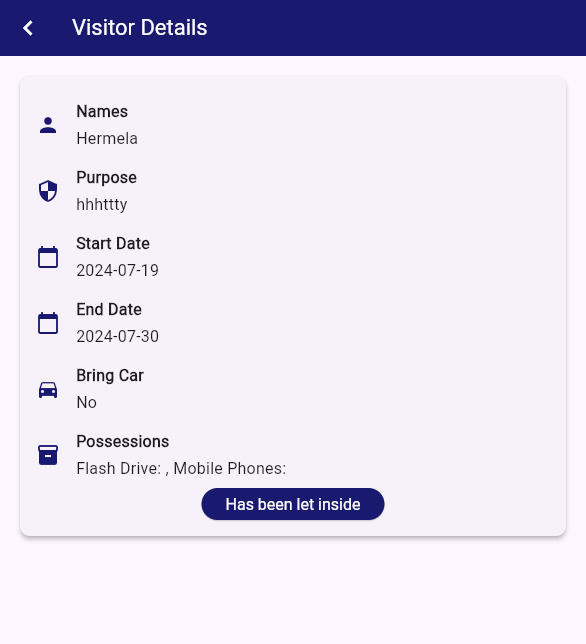 Visitor Details
Names
Hermela
Purpose
hhhttty
Start Date
2024-07-19
End Date
2024-07-30
Bring Car
No
Possessions
Flash Drive: , Mobile Phones:
Has been let inside